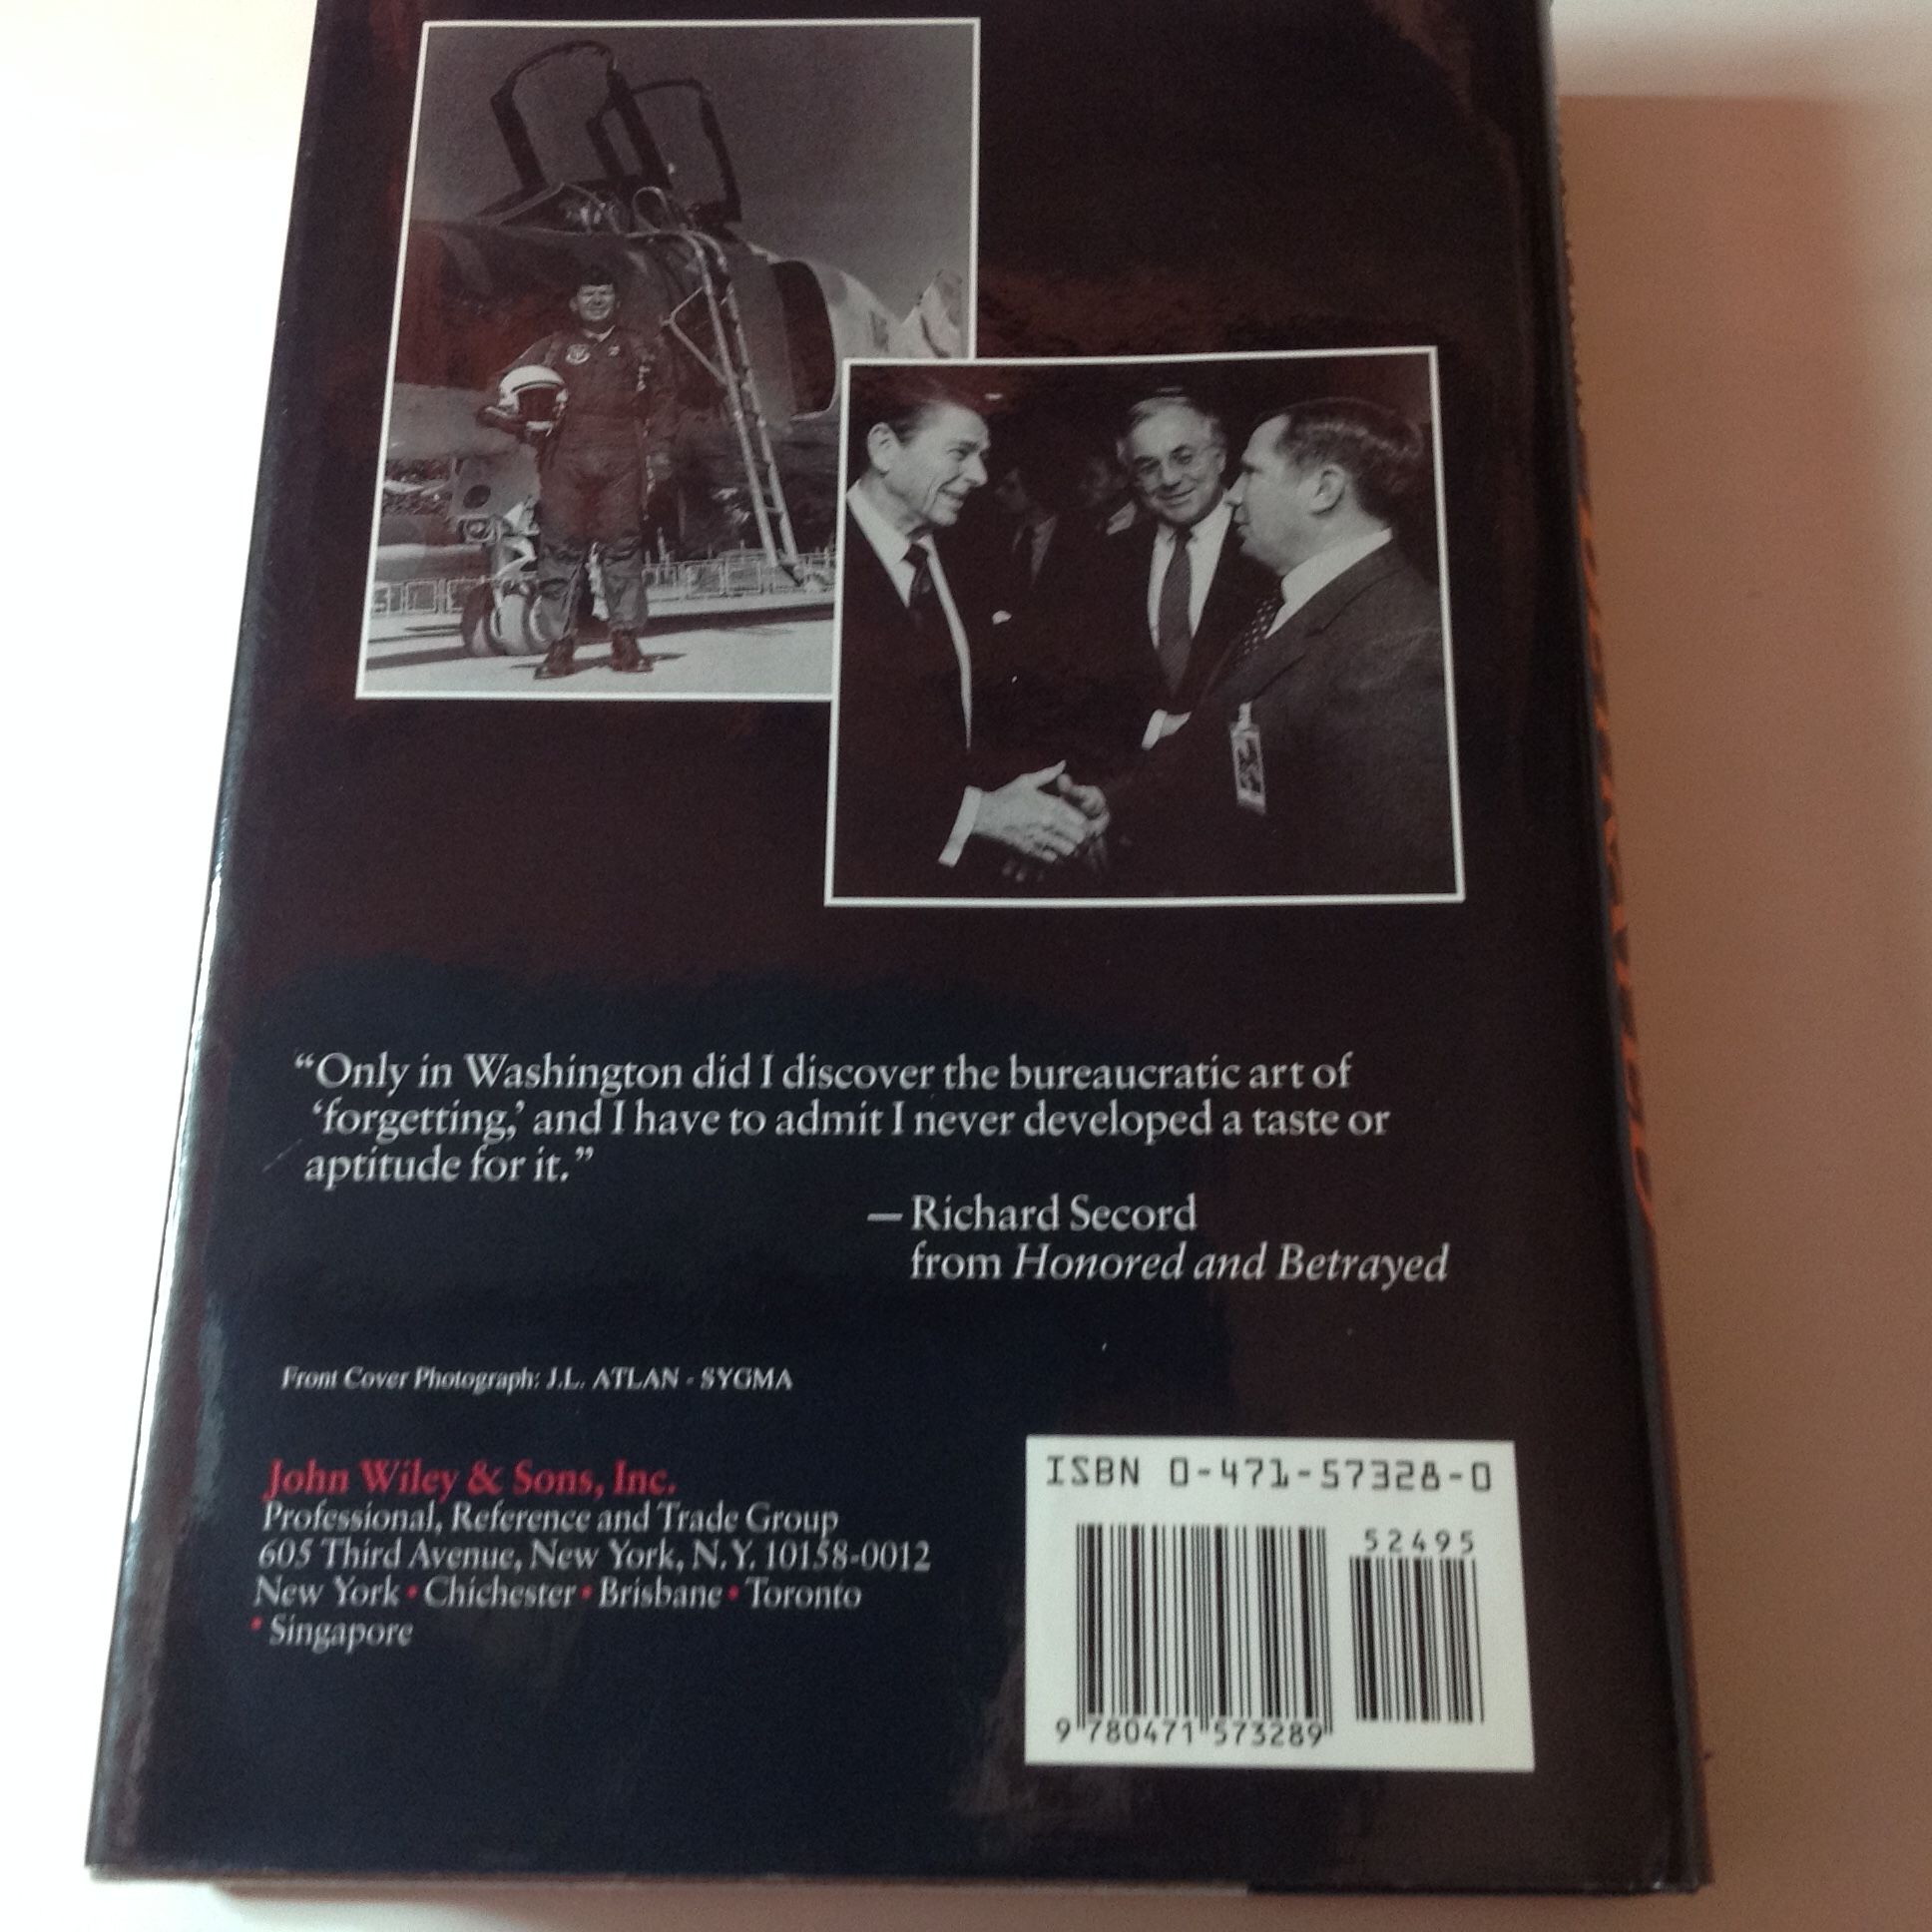 “Only in Washington did I discover the bureaucratic art of
‘forgetting,’ and I have to admit I never developed a taste or
aptitude for it.”
— Richard Secord
from Honored and Betrayed
Front Cover Photograph: J.L. ATLAN - SYGMA
John Wiley & Sons, Inc.
Professional, Reference and Trade Group
605 Third Avenue, New York, N.Y. 10158-0012
New York • Chichester • Brisbane • Toronto
• Singapore
ISBN 0-471-57328-0
52495
9 780471 573289